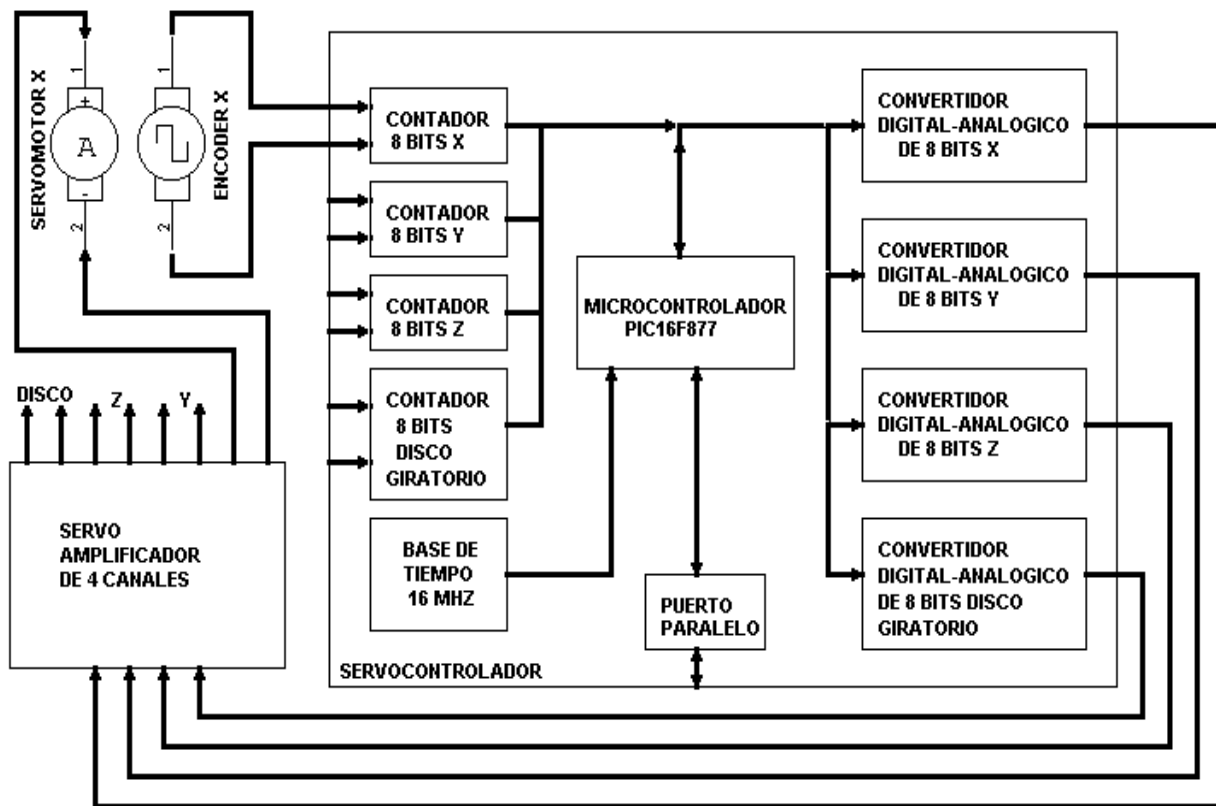 SERVOMOTOR X
1
+
A
-
2
1
2
ENCODER X
CONTADOR
8 BITS X
CONTADOR
8 BITS Y
CONTADOR
8 BITS Z
CONTADOR
8 BITS
DISCO
GIRATORIO
BASE DE
TIEMPO
16 MHZ
MICROCONTROLADOR
PIC16F877
PUERTO
PARALELO
SERVOCONTROLADOR
CONVERTIDOR
DIGITAL-ANALOGICO
DE 8 BITS X
CONVERTIDOR
DIGITAL-ANALOGICO
DE 8 BITS Y
CONVERTIDOR
DIGITAL-ANALOGICO
DE 8 BITS Z
CONVERTIDOR
DIGITAL-ANALOGICO
DE 8 BITS DISCO
GIRATORIO
DISCO Z Y
SERVO
AMPLIFICADOR
DE 4 CANALES